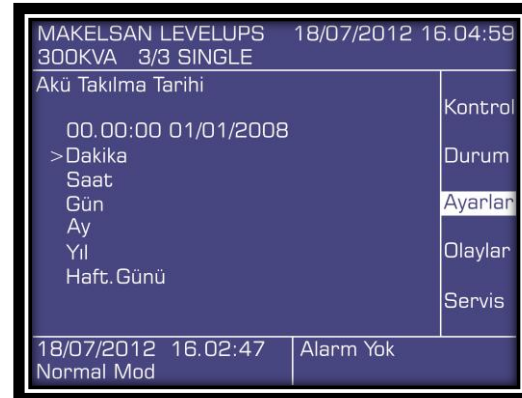 MAKELSAN LEVELUPS 18/07/2012 16.04:59
300KVA 3/3 SINGLE
Akü Takılma Tarihi
00.00:00 01/01/2008
>Dakika
Saat
Gün
Ay
Yıl
Haft.Günü
Kontrol
Durum
Ayarlar
Olaylar
Servis
18/07/2012 16.02:47
Normal Mod
Alarm Yok